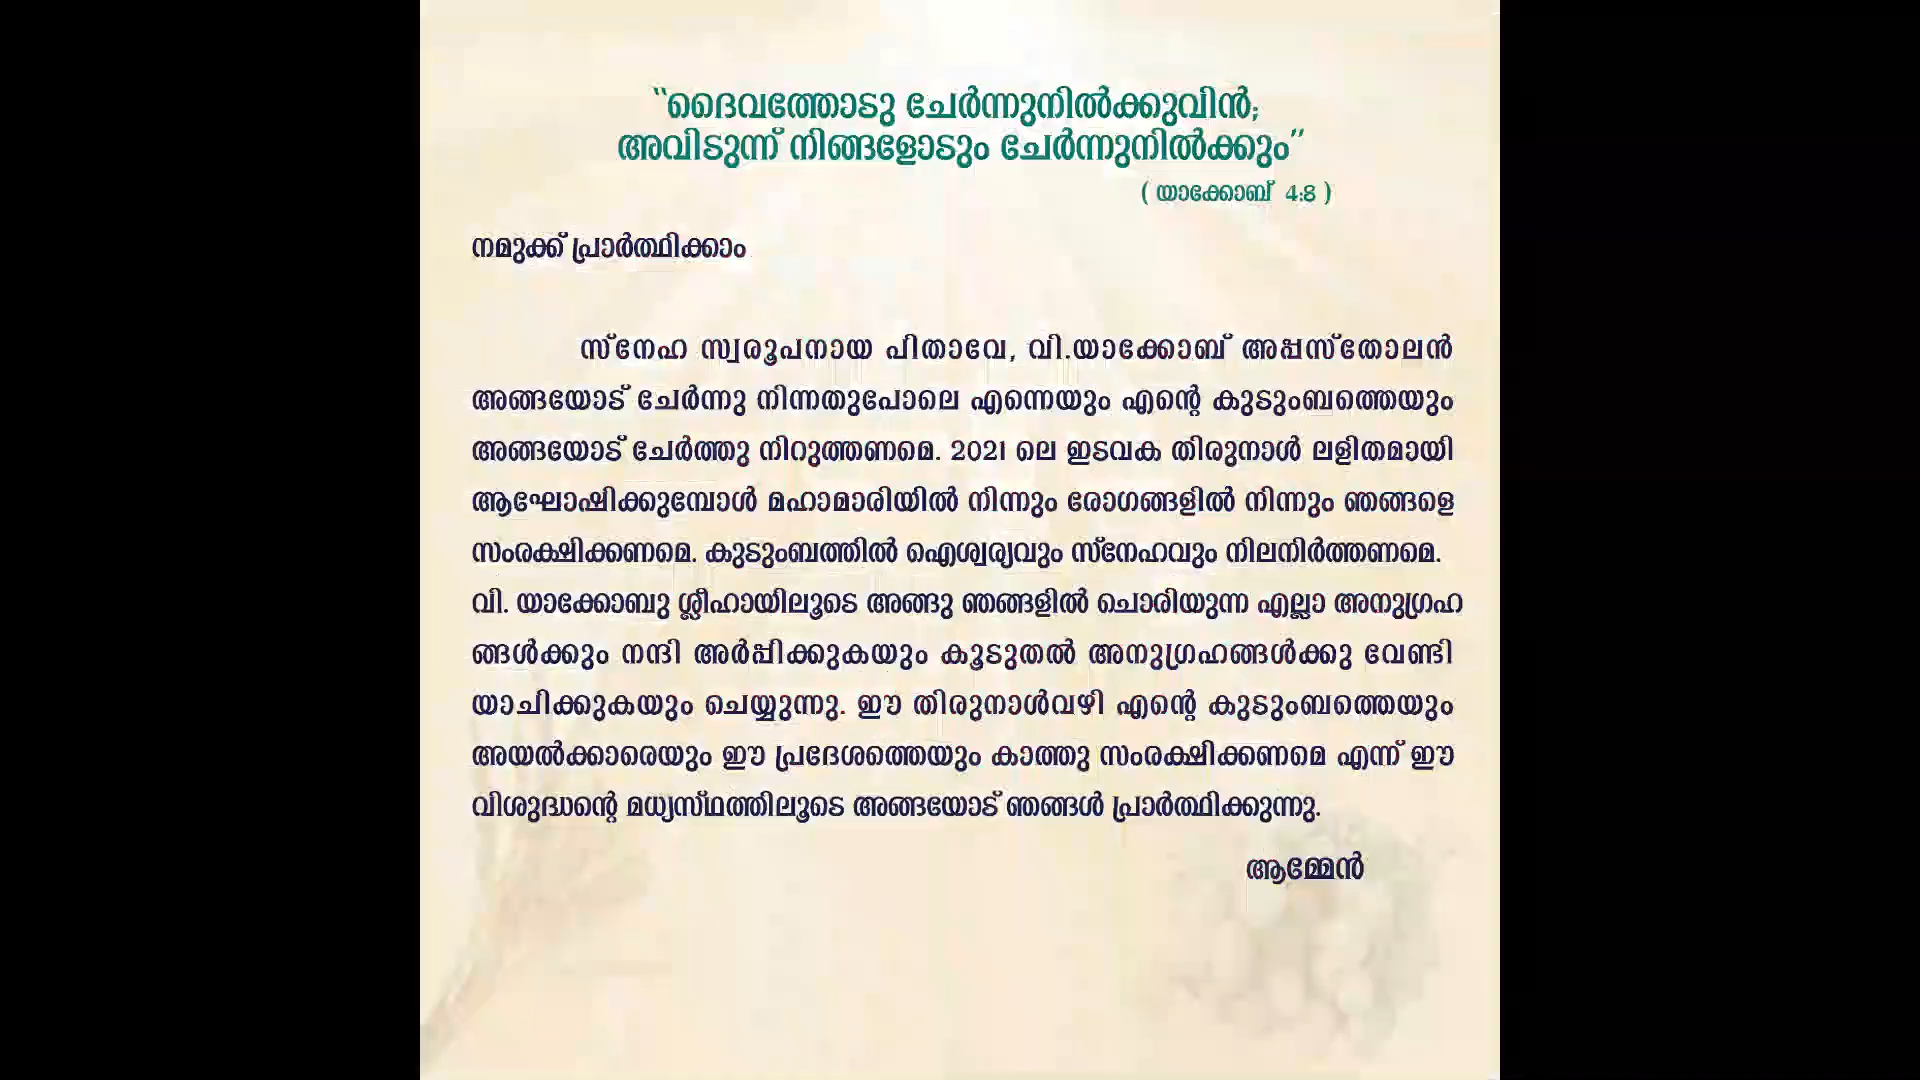 “ദൈവത്തോടു ചേർന്നുനിൽക്കുവിൻ;
അവിടുന്ന് നിങ്ങളോടും ചേർന്നുനിൽക്കും”
( യാക്കോബ് 4:8 )
നമുക്ക് പ്രാർത്ഥിക്കാം
സ്നേഹ സ്വരൂപനായ പിതാവേ, വി.യാക്കോബ് അപ്പസ്തോലൻ
അങ്ങയോട് ചേർന്നു നിന്നതുപോലെ എന്നെയും എന്റെ കുടുംബത്തെയും
അങ്ങയോട് ചേർത്തു നിറുത്തണമെ. 2021 ലെ ഇടവക തിരുനാൾ ലളിതമായി
ആഘോഷിക്കുമ്പോൾ മഹാമാരിയിൽ നിന്നും രോഗങ്ങളിൽ നിന്നും ഞങ്ങളെ
സംരക്ഷിക്കണമെ. കുടുംബത്തിൽ ഐശ്വര്യവും സ്നേഹവും നിലനിർത്തണമെ.
വി. യാക്കോബു ശ്ലീഹായിലൂടെ അങ്ങു ഞങ്ങളിൽ ചൊരിയുന്ന എല്ലാ അനുഗ്രഹ
ങ്ങൾക്കും നന്ദി അർപ്പിക്കുകയും കൂടുതൽ അനുഗ്രഹങ്ങൾക്കു വേണ്ടി
യാചിക്കുകയും ചെയ്യുന്നു. ഈ തിരുനാൾവഴി എന്റെ കുടുംബത്തെയും
അയൽക്കാരെയും ഈ പ്രദേശത്തെയും കാത്തു സംരക്ഷിക്കണമെ എന്ന് ഈ
വിശുദ്ധന്റെ മധ്യസ്ഥത്തിലൂടെ അങ്ങയോട് ഞങ്ങൾ പ്രാർത്ഥിക്കുന്നു.
ആമ്മേൻ